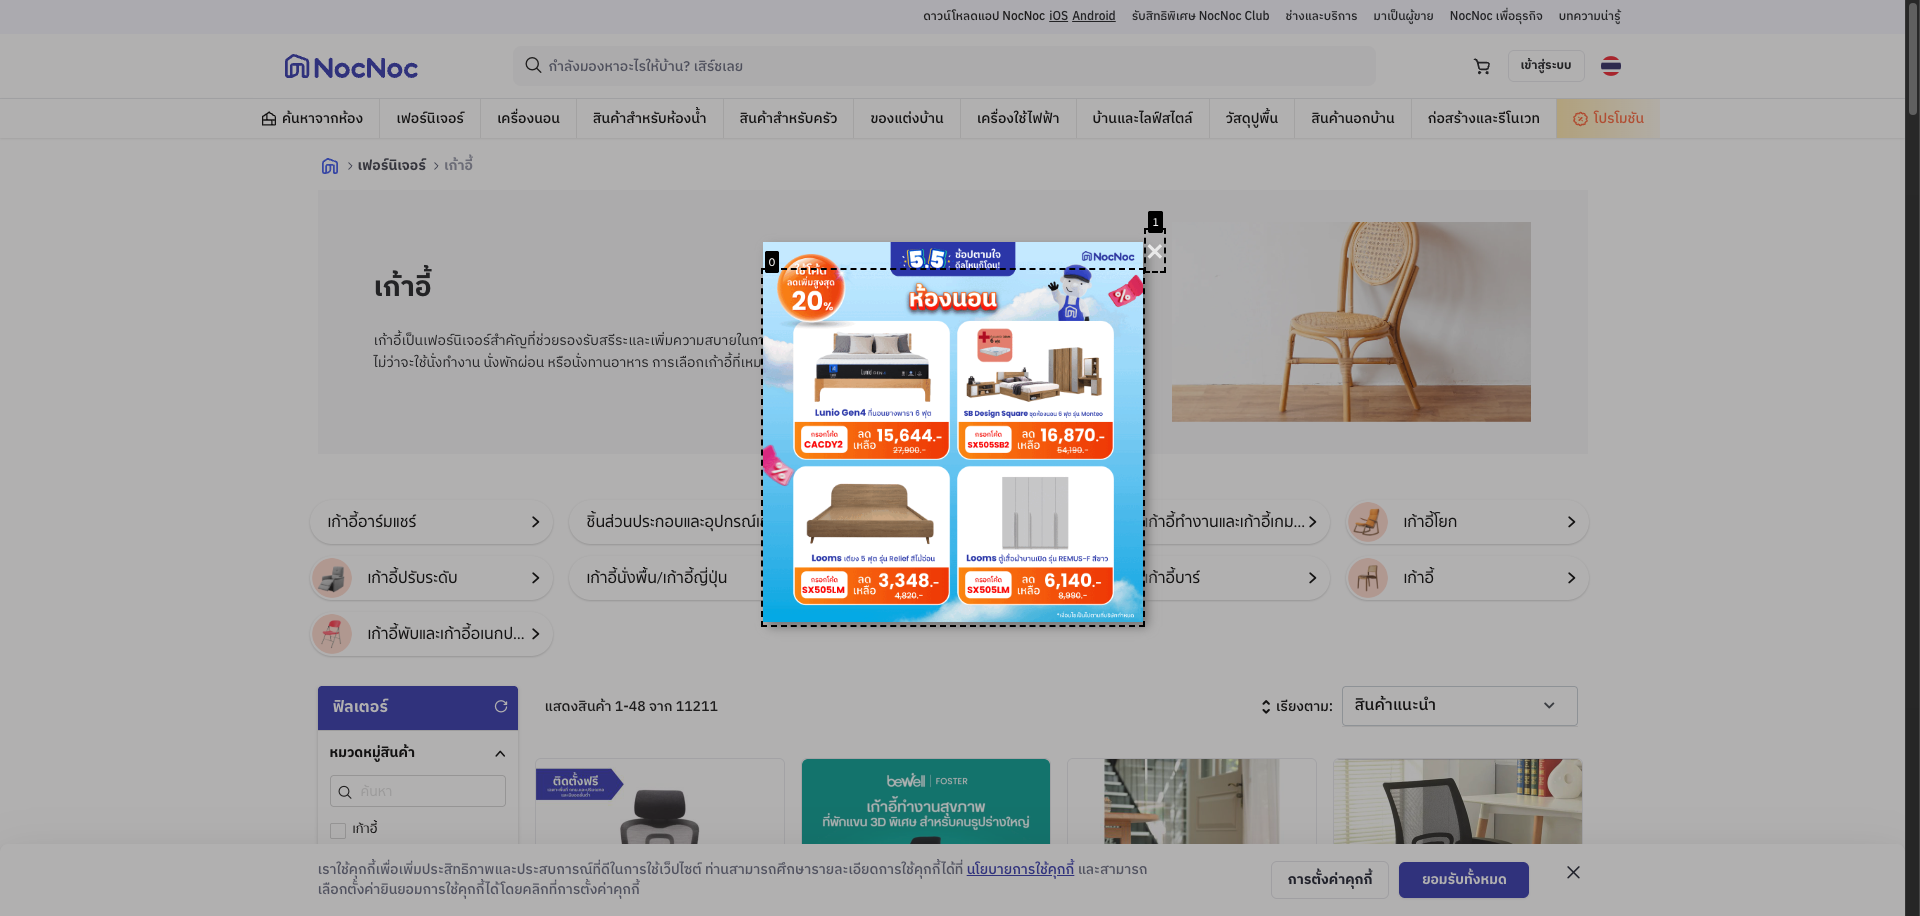 ดาวน์โหลดแอป NocNoc iOS Android รับสิทธิพิเศษ NocNoc Club ช่างและบริการ มาเป็นผู้ขาย NocNoc เพื่อธุรกิจ บทความน่ารู้
NocNoc
กำลังมองหาอะไรให้บ้าน? เสิร์ชเลย
เข้าสู่ระบบ
ค้นหาจากห้อง เฟอร์นิเจอร์ เครื่องนอน สินค้าสำหรับห้องน้ำ สินค้าสำหรับครัว ของแต่งบ้าน เครื่องใช้ไฟฟ้า บ้านและไลฟ์สไตล์ วัสดุปูพื้น สินค้านอกบ้าน ก่อสร้างและรีโนเวท โปรโมชัน
เฟอร์นิเจอร์ เก้าอี้
เก้าอี้
เก้าอี้เป็นเฟอร์นิเจอร์สำคัญที่ช่วยรองรับสรีระและเพิ่มความสบายในกา
ไม่ว่าจะใช้นั่งทำงาน นั่งพักผ่อน หรือนั่งทานอาหาร การเลือกเก้าอี้ที่เหม
1
0
5.5 ช้อปตามใจ
ดีลไหนก็โดน!
NocNoc
ใช้โค้ด
ลดเพิ่มสูงสุด
20%
ห้องนอน
Lunio Gen4 ที่นอนยางพารา 6 ฟุต
กรอกโค้ด
CACDY2
ลดเหลือ 15,644.-
27,900.-
SB Design Square ชุดห้องนอน 6 ฟุต รุ่น Monteo
กรอกโค้ด
SX505SB2
ลดเหลือ 16,870.-
54,190.-
Looms เตียง 5 ฟุต รุ่น Relief สีไม้อ่อน
กรอกโค้ด
SX505LM
ลดเหลือ 3,348.-
4,820.-
Looms ตู้เสื้อผ้าบานเปิด รุ่น REMUS-F สีขาว
กรอกโค้ด
SX505LM
ลดเหลือ 6,140.-
8,990.-
*เงื่อนไขเป็นไปตามที่บริษัทกำหนด
เก้าอี้อาร์มแชร์
ชิ้นส่วนประกอบและอุปกรณ์เ
เก้าอี้ทำงานและเก้าอี้เกม...
เก้าอี้โยก
เก้าอี้ปรับระดับ
เก้าอี้นั่งพื้น/เก้าอี้ญี่ปุ่น
เก้าอี้บาร์
เก้าอี้
เก้าอี้พับและเก้าอี้อเนกป...
ฟิลเตอร์
แสดงสินค้า 1-48 จาก 11211
เรียงตาม: สินค้าแนะนำ
หมวดหมู่สินค้า
ค้นหา
เก้าอี้
ติดตั้งฟรี
bewell FOSTER
เก้าอี้ทำงานสุขภาพ
ที่พักแขน 3D พิเศษ สำหรับคนรูปร่างใหญ่
เราใช้คุกกี้เพื่อเพิ่มประสิทธิภาพและประสบการณ์ที่ดีในการใช้เว็ปไซต์ ท่านสามารถศึกษารายละเอียดการใช้คุกกี้ได้ที่ นโยบายการใช้คุกกี้ และสามารถ
เลือกตั้งค่ายินยอมการใช้คุกกี้ได้โดยคลิกที่การตั้งค่าคุกกี้
การตั้งค่าคุกกี้
ยอมรับทั้งหมด